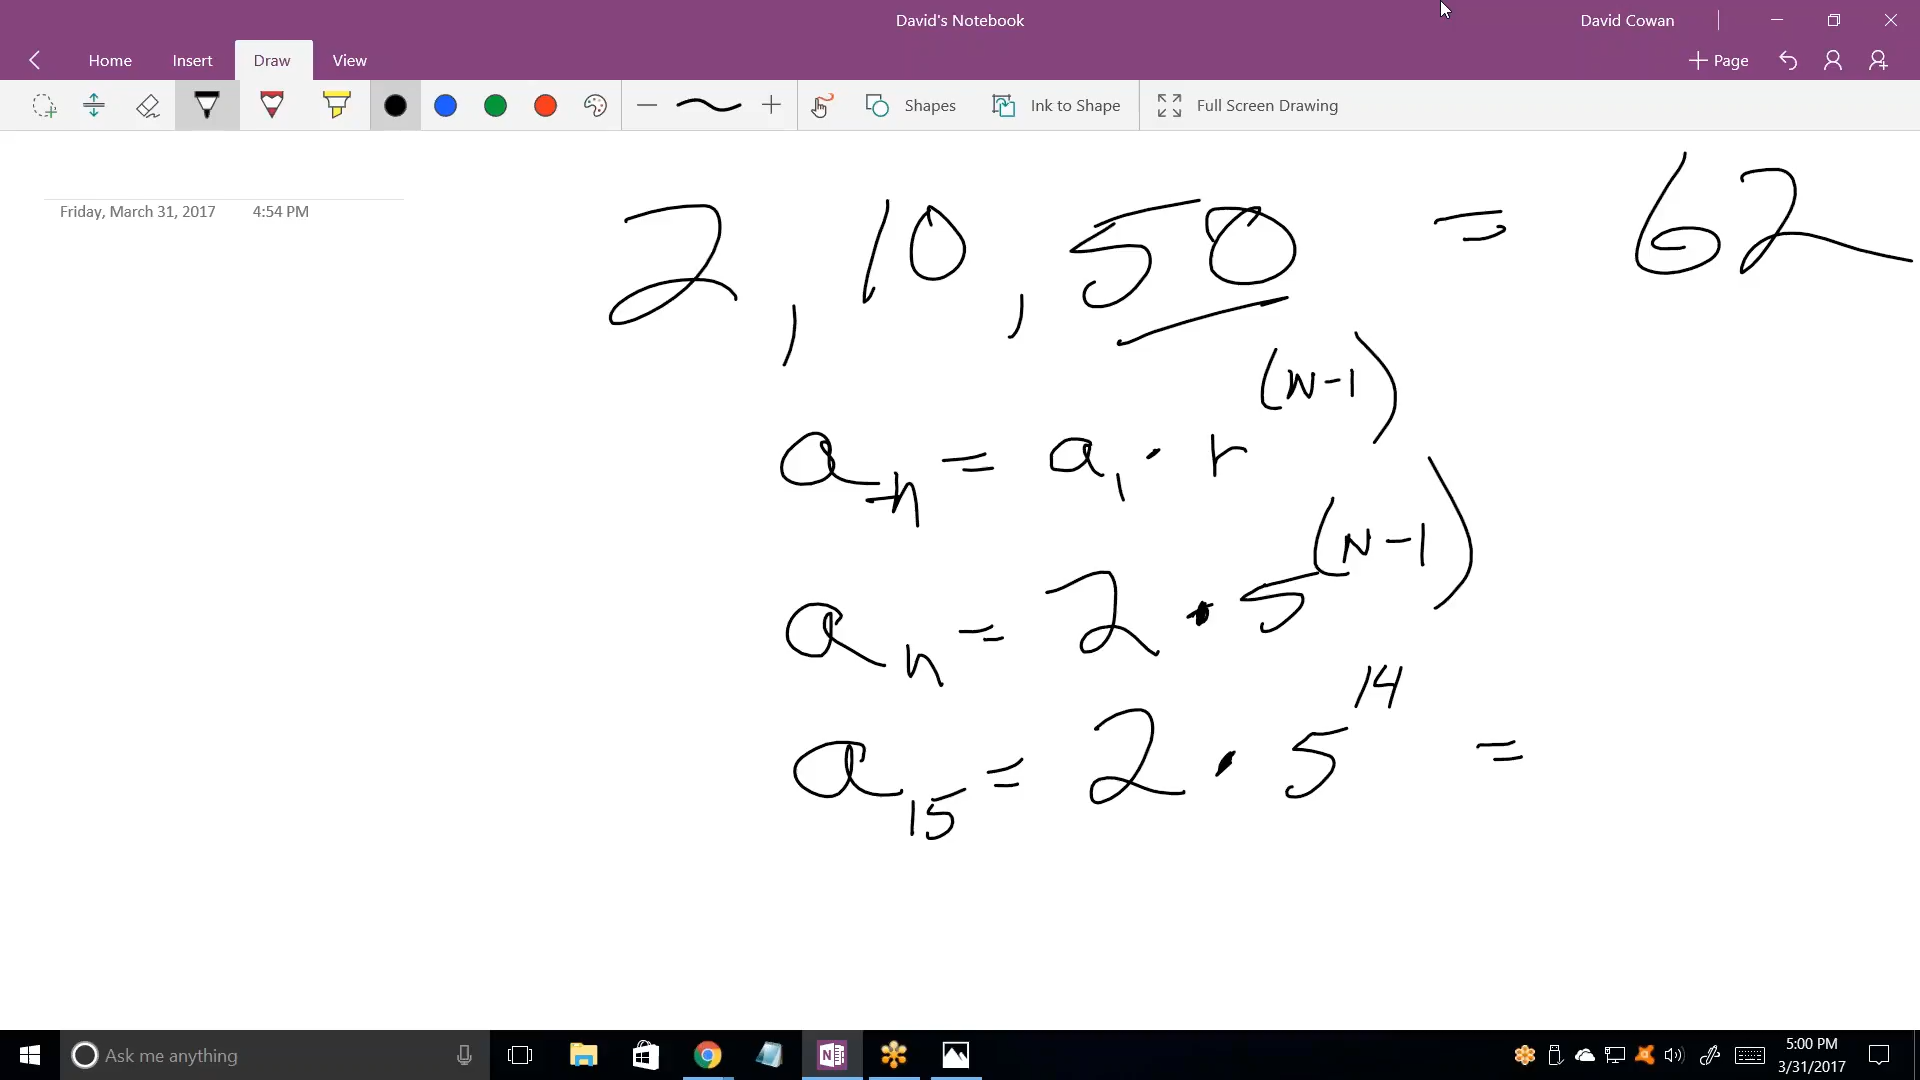 David's Notebook
David Cowan
Home Insert Draw View
Page
Shapes Ink to Shape Full Screen Drawing
Friday, March 31, 2017 4:54 PM
2, 10, 50 = 62
aₙ = a₁ · r⁽ᴺ⁻¹⁾
aₙ = 2 · 5⁽ᴺ⁻¹⁾
a₁₅ = 2 · 5¹⁴ =
Ask me anything
N
5:00 PM
3/31/2017